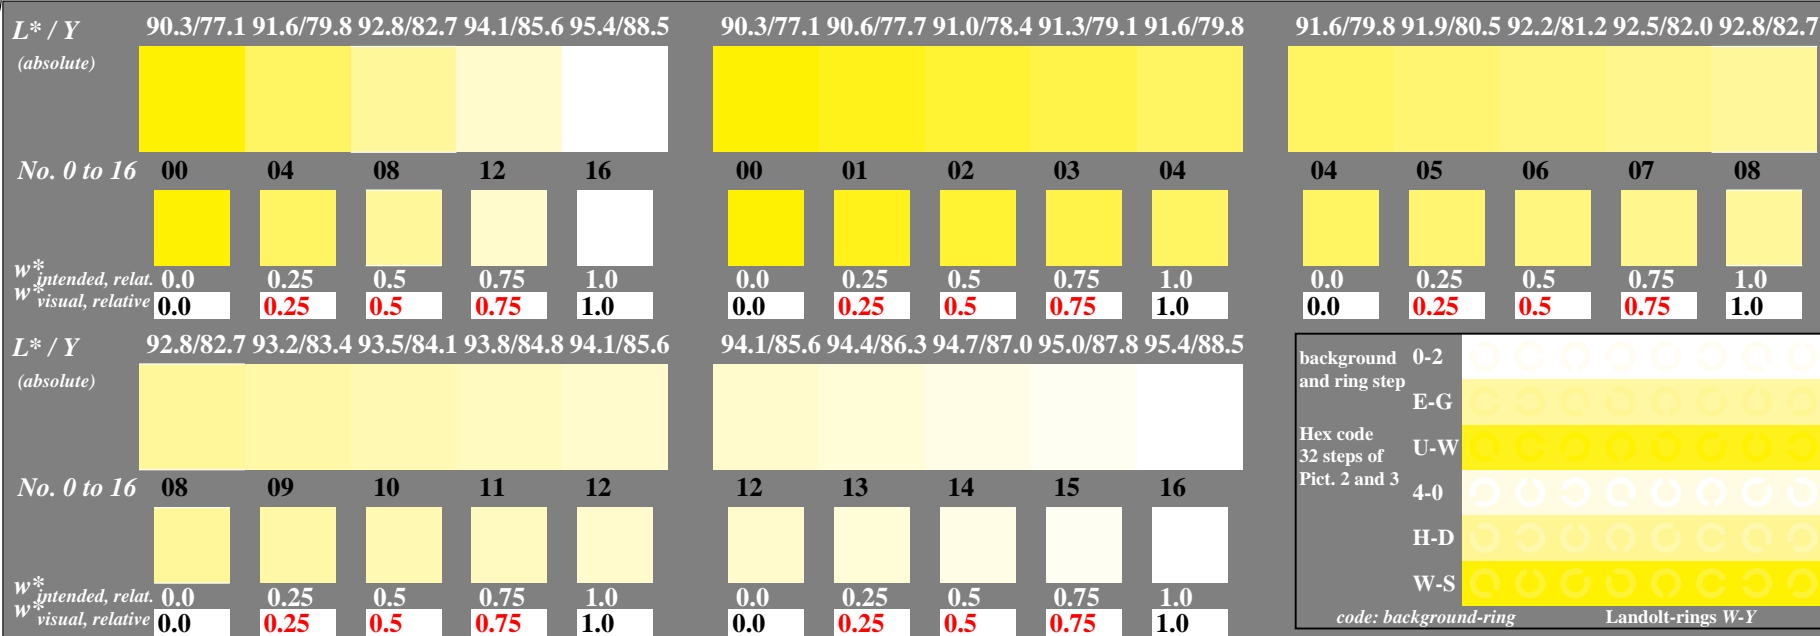 L* / Y 90.3/77.1 91.6/79.8 92.8/82.7 94.1/85.6 95.4/88.5 90.3/77.1 90.6/77.7 91.0/78.4 91.3/79.1 91.6/79.8 91.6/79.8 91.9/80.5 92.2/81.2 92.5/82.0 92.8/82.7
(absolute)
No. 0 to 16 00 04 08 12 16 00 01 02 03 04 04 05 06 07 08
w* intended, relat. 0.0 0.25 0.5 0.75 1.0 0.0 0.25 0.5 0.75 1.0 0.0 0.25 0.5 0.75 1.0
w* visual, relative 0.0 0.25 0.5 0.75 1.0 0.0 0.25 0.5 0.75 1.0 0.0 0.25 0.5 0.75 1.0
L* / Y 92.8/82.7 93.2/83.4 93.5/84.1 93.8/84.8 94.1/85.6 94.1/85.6 94.4/86.3 94.7/87.0 95.0/87.8 95.4/88.5
(absolute)
No. 0 to 16 08 09 10 11 12 12 13 14 15 16
w* intended, relat. 0.0 0.25 0.5 0.75 1.0 0.0 0.25 0.5 0.75 1.0
w* visual, relative 0.0 0.25 0.5 0.75 1.0 0.0 0.25 0.5 0.75 1.0
background 0-2
and ring step
E-G
Hex code
32 steps of U-W
Pict. 2 and 3 4-0
H-D
W-S
code: background-ring Landolt-rings W-Y